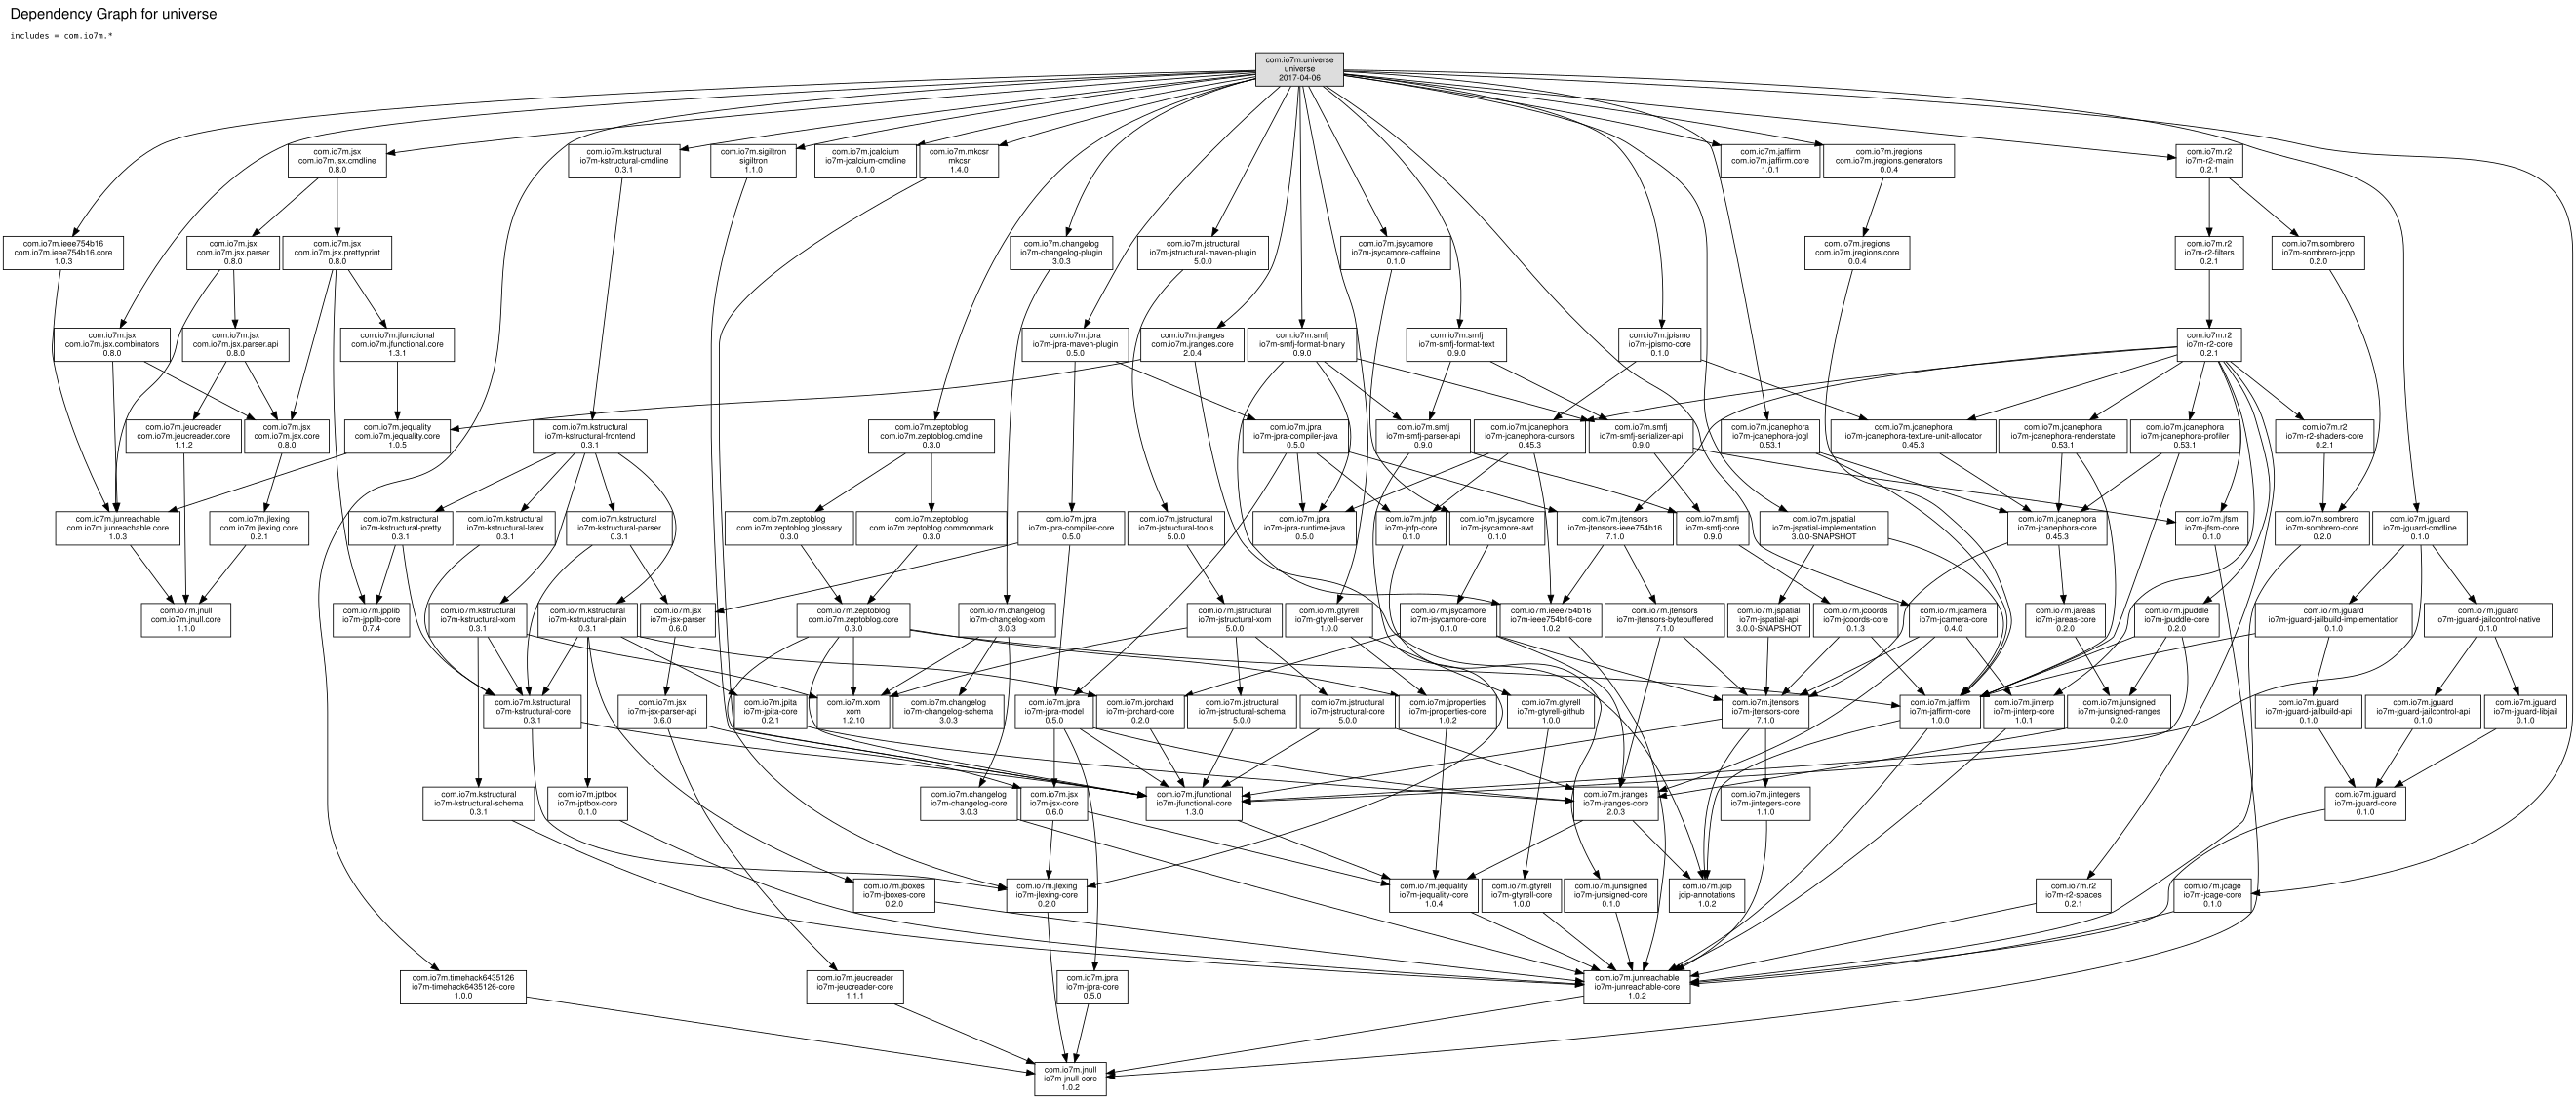 Dependency Graph for universe
includes = com.io7m.*
com.io7m.universe
universe
2017-04-06
com.io7m.jsx
com.io7m.jsx.cmdline
0.8.0
com.io7m.kstructural
io7m-kstructural-cmdline
0.3.1
com.io7m.sigiltron
sigiltron
1.1.0
com.io7m.jcalcium
io7m-jcalcium-cmdline
0.1.0
com.io7m.mkcsr
mkcsr
1.4.0
com.io7m.jaffirm
com.io7m.jaffirm.core
1.0.1
com.io7m.jregions
com.io7m.jregions.generators
0.0.4
com.io7m.r2
io7m-r2-main
0.2.1
com.io7m.ieee754b16
com.io7m.ieee754b16.core
1.0.3
com.io7m.jsx
com.io7m.jsx.parser
0.8.0
com.io7m.jsx
com.io7m.jsx.prettyprint
0.8.0
com.io7m.changelog
io7m-changelog-plugin
3.0.3
com.io7m.jstructural
io7m-jstructural-maven-plugin
5.0.0
com.io7m.jsycamore
io7m-jsycamore-caffeine
0.1.0
com.io7m.jregions
com.io7m.jregions.core
0.0.4
com.io7m.r2
io7m-r2-filters
0.2.1
com.io7m.sombrero
io7m-sombrero-jcpp
0.2.0
com.io7m.jsx
com.io7m.jsx.combinators
0.8.0
com.io7m.jsx
com.io7m.jsx.parser.api
0.8.0
com.io7m.jfunctional
com.io7m.jfunctional.core
1.3.1
com.io7m.jpra
io7m-jpra-maven-plugin
0.5.0
com.io7m.jranges
com.io7m.jranges.core
2.0.4
com.io7m.smfj
io7m-smfj-format-binary
0.9.0
com.io7m.smfj
io7m-smfj-format-text
0.9.0
com.io7m.jpismo
io7m-jpismo-core
0.1.0
com.io7m.r2
io7m-r2-core
0.2.1
com.io7m.jeucreader
com.io7m.jeucreader.core
1.1.2
com.io7m.jsx
com.io7m.jsx.core
0.8.0
com.io7m.jequality
com.io7m.jequality.core
1.0.5
com.io7m.kstructural
io7m-kstructural-frontend
0.3.1
com.io7m.zeptoblog
com.io7m.zeptoblog.cmdline
0.3.0
com.io7m.jpra
io7m-jpra-compiler-java
0.5.0
com.io7m.smfj
io7m-smfj-parser-api
0.9.0
com.io7m.jcanephora
io7m-jcanephora-cursors
0.45.3
com.io7m.smfj
io7m-smfj-serializer-api
0.9.0
com.io7m.jcanephora
io7m-jcanephora-jogl
0.53.1
com.io7m.jcanephora
io7m-jcanephora-texture-unit-allocator
0.45.3
com.io7m.jcanephora
io7m-jcanephora-renderstate
0.53.1
com.io7m.jcanephora
io7m-jcanephora-profiler
0.53.1
com.io7m.r2
io7m-r2-shaders-core
0.2.1
com.io7m.junreachable
com.io7m.junreachable.core
1.0.3
com.io7m.jlexing
com.io7m.jlexing.core
0.2.1
com.io7m.kstructural
io7m-kstructural-pretty
0.3.1
com.io7m.kstructural
io7m-kstructural-latex
0.3.1
com.io7m.kstructural
io7m-kstructural-parser
0.3.1
com.io7m.zeptoblog
com.io7m.zeptoblog.glossary
0.3.0
com.io7m.zeptoblog
com.io7m.zeptoblog.commonmark
0.3.0
com.io7m.jpra
io7m-jpra-compiler-core
0.5.0
com.io7m.jstructural
io7m-jstructural-tools
5.0.0
com.io7m.jpra
io7m-jpra-runtime-java
0.5.0
com.io7m.jnfp
io7m-jnfp-core
0.1.0
com.io7m.jsycamore
io7m-jsycamore-awt
0.1.0
com.io7m.jtensors
io7m-jtensors-ieee754b16
7.1.0
com.io7m.smfj
io7m-smfj-core
0.9.0
com.io7m.jspatial
io7m-jspatial-implementation
3.0.0-SNAPSHOT
com.io7m.jcanephora
io7m-jcanephora-core
0.45.3
com.io7m.jfsm
io7m-jfsm-core
0.1.0
com.io7m.sombrero
io7m-sombrero-core
0.2.0
com.io7m.jguard
io7m-jguard-cmdline
0.1.0
com.io7m.jnull
com.io7m.jnull.core
1.1.0
com.io7m.jpplib
io7m-jpplib-core
0.7.4
com.io7m.kstructural
io7m-kstructural-xom
0.3.1
com.io7m.kstructural
io7m-kstructural-plain
0.3.1
com.io7m.jsx
io7m-jsx-parser
0.6.0
com.io7m.zeptoblog
com.io7m.zeptoblog.core
0.3.0
com.io7m.changelog
io7m-changelog-xom
3.0.3
com.io7m.jstructural
io7m-jstructural-xom
5.0.0
com.io7m.gtyrell
io7m-gtyrell-server
1.0.0
com.io7m.jsycamore
io7m-jsycamore-core
0.1.0
com.io7m.ieee754b16
io7m-ieee754b16-core
1.0.2
com.io7m.jtensors
io7m-jtensors-bytebuffered
7.1.0
com.io7m.jspatial
io7m-jspatial-api
3.0.0-SNAPSHOT
com.io7m.jcoords
io7m-jcoords-core
0.1.3
com.io7m.jcamera
io7m-jcamera-core
0.4.0
com.io7m.jareas
io7m-jareas-core
0.2.0
com.io7m.jpuddle
io7m-jpuddle-core
0.2.0
com.io7m.jguard
io7m-jguard-jailbuild-implementation
0.1.0
com.io7m.jguard
io7m-jguard-jailcontrol-native
0.1.0
com.io7m.kstructural
io7m-kstructural-core
0.3.1
com.io7m.jsx
io7m-jsx-parser-api
0.6.0
com.io7m.jpita
io7m-jpita-core
0.2.1
com.io7m.xom
xom
1.2.10
com.io7m.changelog
io7m-changelog-schema
3.0.3
com.io7m.jpra
io7m-jpra-model
0.5.0
com.io7m.jorchard
io7m-jorchard-core
0.2.0
com.io7m.jstructural
io7m-jstructural-schema
5.0.0
com.io7m.jstructural
io7m-jstructural-core
5.0.0
com.io7m.jproperties
io7m-jproperties-core
1.0.2
com.io7m.gtyrell
io7m-gtyrell-github
1.0.0
com.io7m.jtensors
io7m-jtensors-core
7.1.0
com.io7m.jaffirm
io7m-jaffirm-core
1.0.0
com.io7m.jinterp
io7m-jinterp-core
1.0.1
com.io7m.junsigned
io7m-junsigned-ranges
0.2.0
com.io7m.jguard
io7m-jguard-jailbuild-api
0.1.0
com.io7m.jguard
io7m-jguard-jailcontrol-api
0.1.0
com.io7m.jguard
io7m-jguard-libjail
0.1.0
com.io7m.kstructural
io7m-kstructural-schema
0.3.1
com.io7m.jptbox
io7m-jptbox-core
0.1.0
com.io7m.changelog
io7m-changelog-core
3.0.3
com.io7m.jsx
io7m-jsx-core
0.6.0
com.io7m.jfunctional
io7m-jfunctional-core
1.3.0
com.io7m.jranges
io7m-jranges-core
2.0.3
com.io7m.jintegers
io7m-jintegers-core
1.1.0
com.io7m.jguard
io7m-jguard-core
0.1.0
com.io7m.jboxes
io7m-jboxes-core
0.2.0
com.io7m.jlexing
io7m-jlexing-core
0.2.0
com.io7m.jequality
io7m-jequality-core
1.0.4
com.io7m.gtyrell
io7m-gtyrell-core
1.0.0
com.io7m.junsigned
io7m-junsigned-core
0.1.0
com.io7m.jcip
jcip-annotations
1.0.2
com.io7m.r2
io7m-r2-spaces
0.2.1
com.io7m.jcage
io7m-jcage-core
0.1.0
com.io7m.timehack6435126
io7m-timehack6435126-core
1.0.0
com.io7m.jeucreader
io7m-jeucreader-core
1.1.1
com.io7m.jpra
io7m-jpra-core
0.5.0
com.io7m.junreachable
io7m-junreachable-core
1.0.2
com.io7m.jnull
io7m-jnull-core
1.0.2